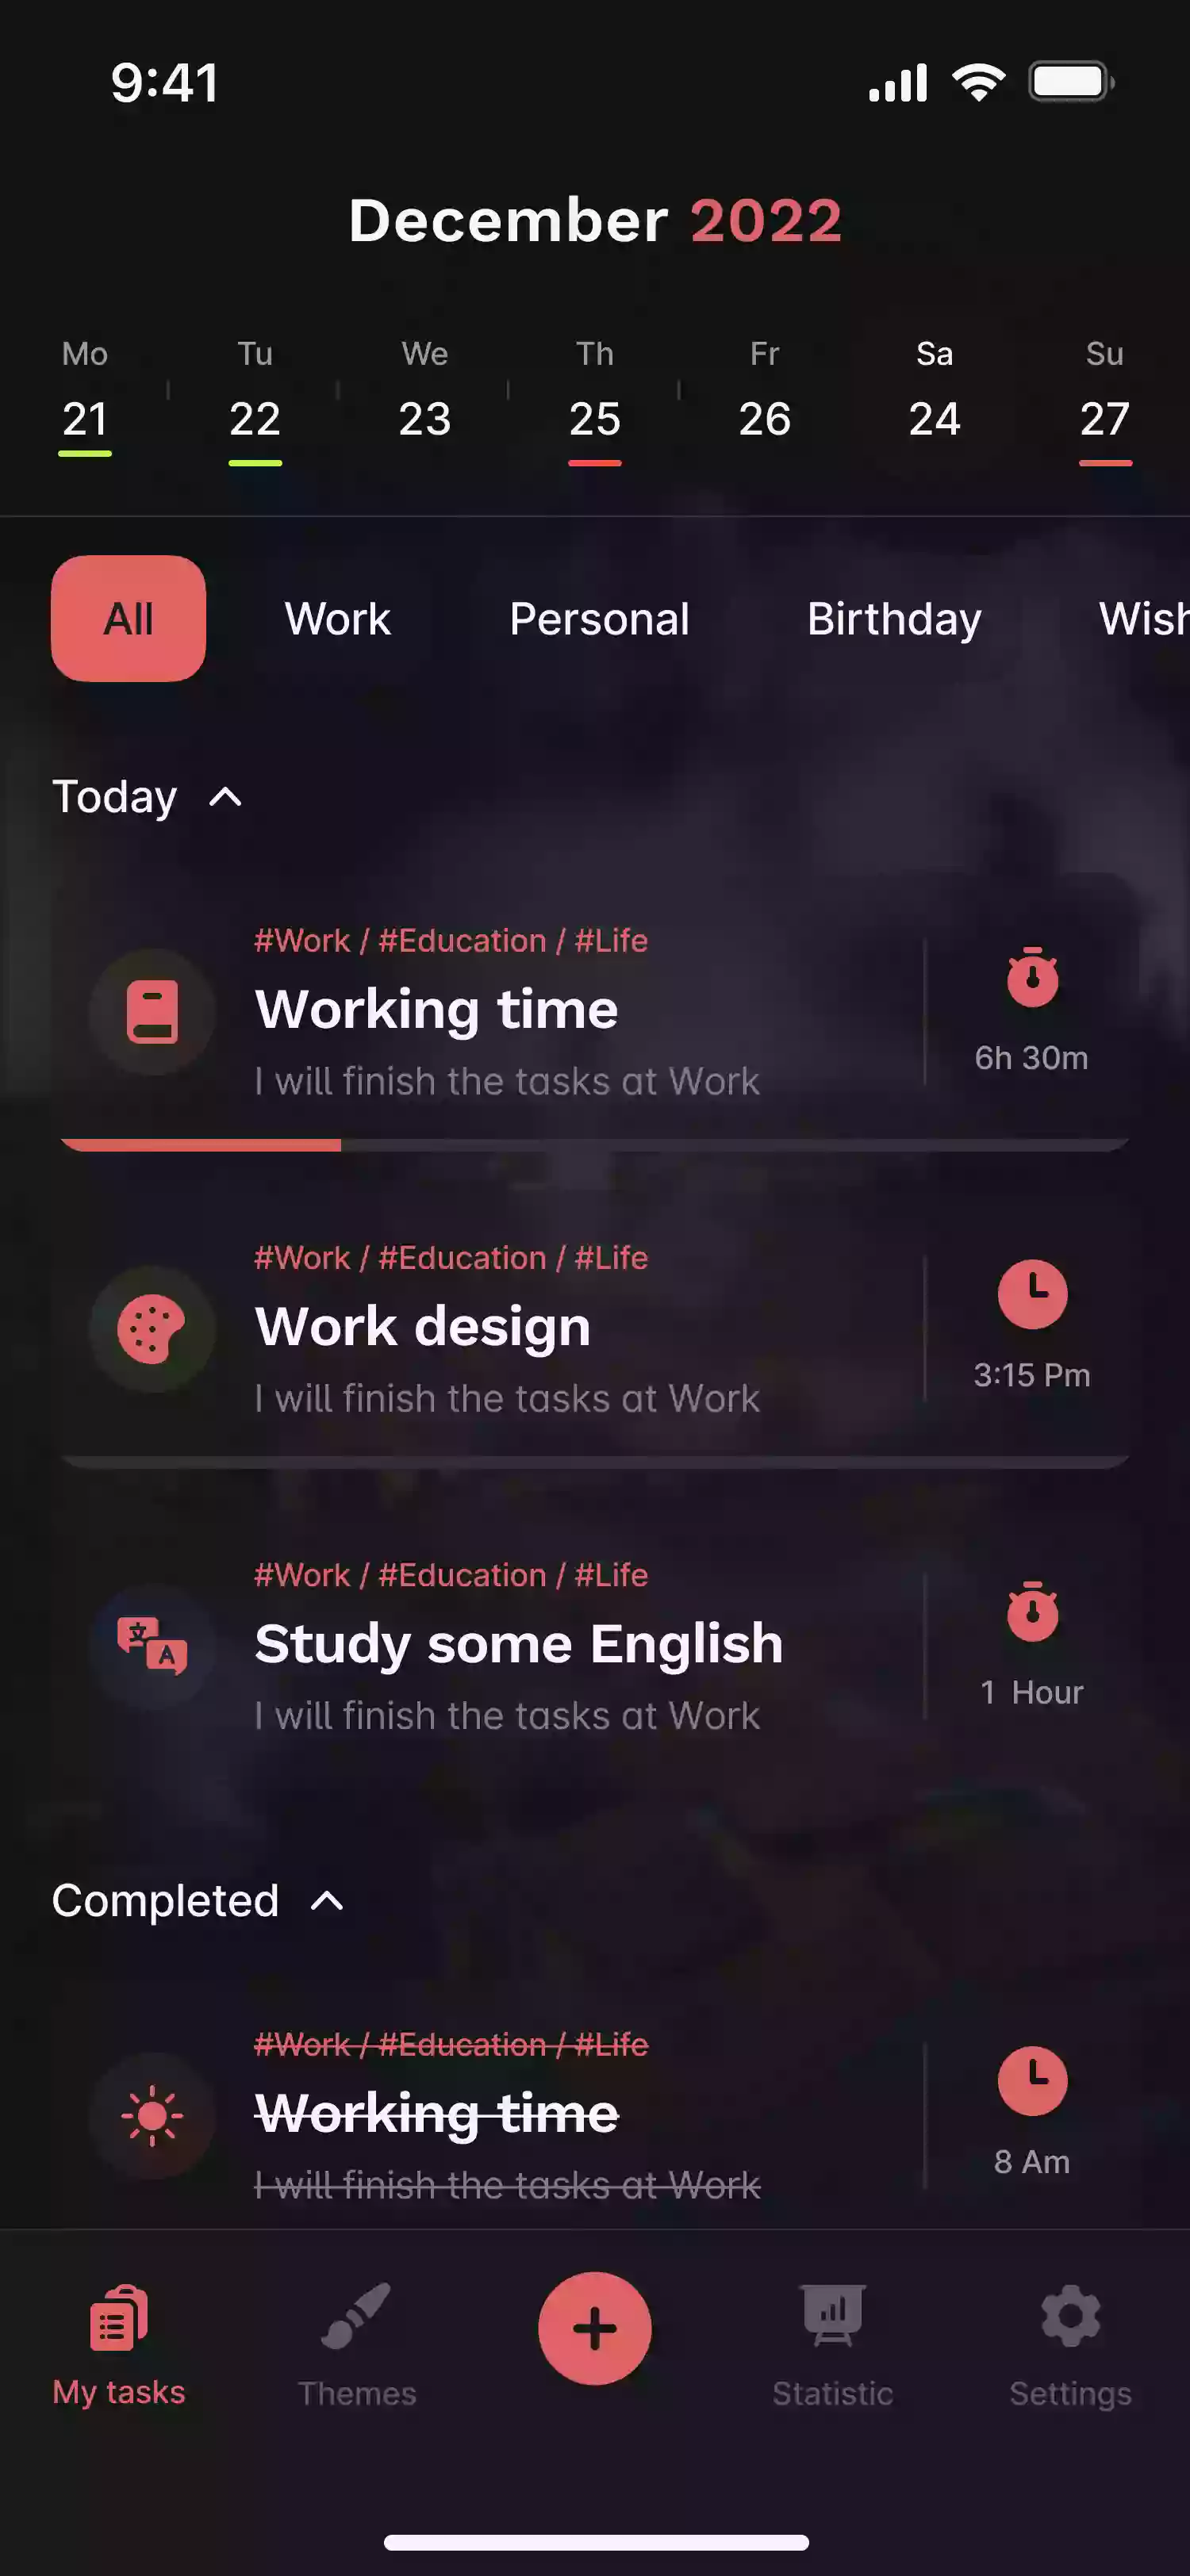 9:41
December 2022
Mo Tu We Th Fr Sa Su
21 22 23 25 26 24 27
All Work Personal Birthday Wish
Today
#Work / #Education / #Life
Working time
I will finish the tasks at Work
6h 30m
#Work / #Education / #Life
Work design
I will finish the tasks at Work
3:15 Pm
文
A
#Work / #Education / #Life
Study some English
I will finish the tasks at Work
1 Hour
Completed
#Work / #Education / #Life
Working time
I will finish the tasks at Work
8 Am
My tasks Themes Statistic Settings